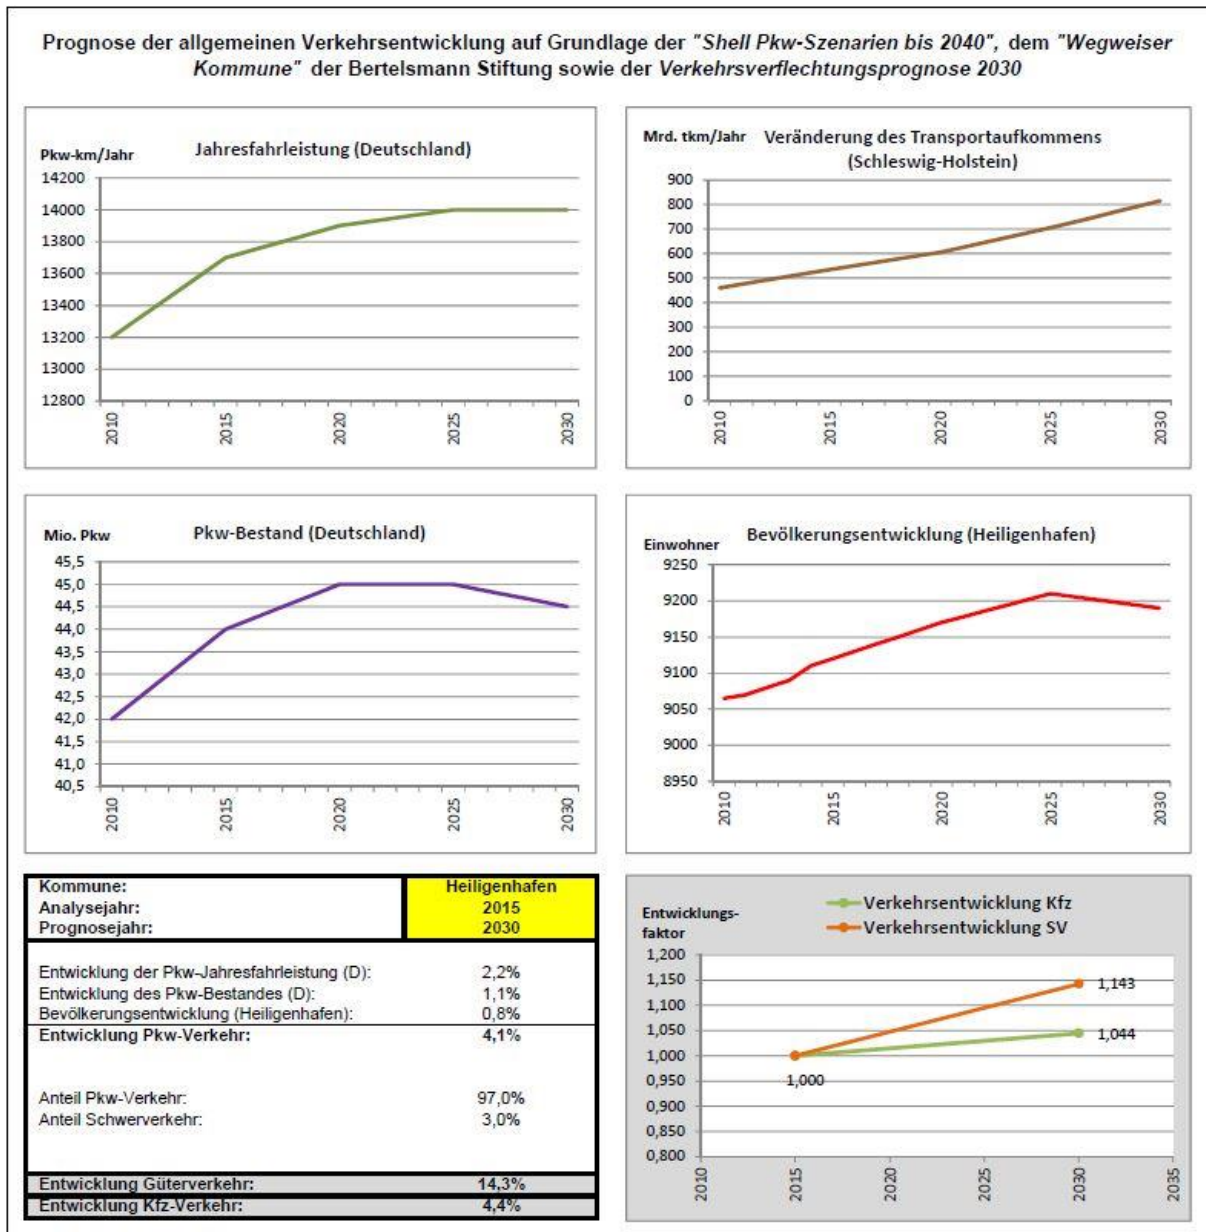 Prognose der allgemeinen Verkehrsentwicklung auf Grundlage der "Shell Pkw-Szenarien bis 2040", dem "Wegweiser
Kommune" der Bertelsmann Stiftung sowie der Verkehrsverflechtungsprognose 2030
Pkw-km/Jahr
Jahresfahrleistung (Deutschland)
14200
14000
13800
13600
13400
13200
13000
12800
2010
2015
2020
2025
2030
Mrd. tkm/Jahr
Veränderung des Transportaufkommens
(Schleswig-Holstein)
900
800
700
600
500
400
300
200
100
0
2010
2015
2020
2025
2030
Mio. Pkw
Pkw-Bestand (Deutschland)
45,5
45,0
44,5
44,0
43,5
43,0
42,5
42,0
41,5
41,0
40,5
2010
2015
2020
2025
2030
Einwohner
Bevölkerungsentwicklung (Heiligenhafen)
9250
9200
9150
9100
9050
9000
8950
2010
2015
2020
2025
2030
Kommune: Heiligenhafen
Analysejahr: 2015
Prognosejahr: 2030
Entwicklung der Pkw-Jahresfahrleistung (D): 2,2%
Entwicklung des Pkw-Bestandes (D): 1,1%
Bevölkerungsentwicklung (Heiligenhafen): 0,8%
Entwicklung Pkw-Verkehr: 4,1%
Anteil Pkw-Verkehr: 97,0%
Anteil Schwerverkehr: 3,0%
Entwicklung Güterverkehr: 14,3%
Entwicklung Kfz-Verkehr: 4,4%
Entwicklungs-
faktor
Verkehrsentwicklung Kfz
Verkehrsentwicklung SV
1,200
1,150
1,100
1,050
1,000
0,950
0,900
0,850
0,800
1,143
1,044
1,000
2010
2015
2020
2025
2030
2035